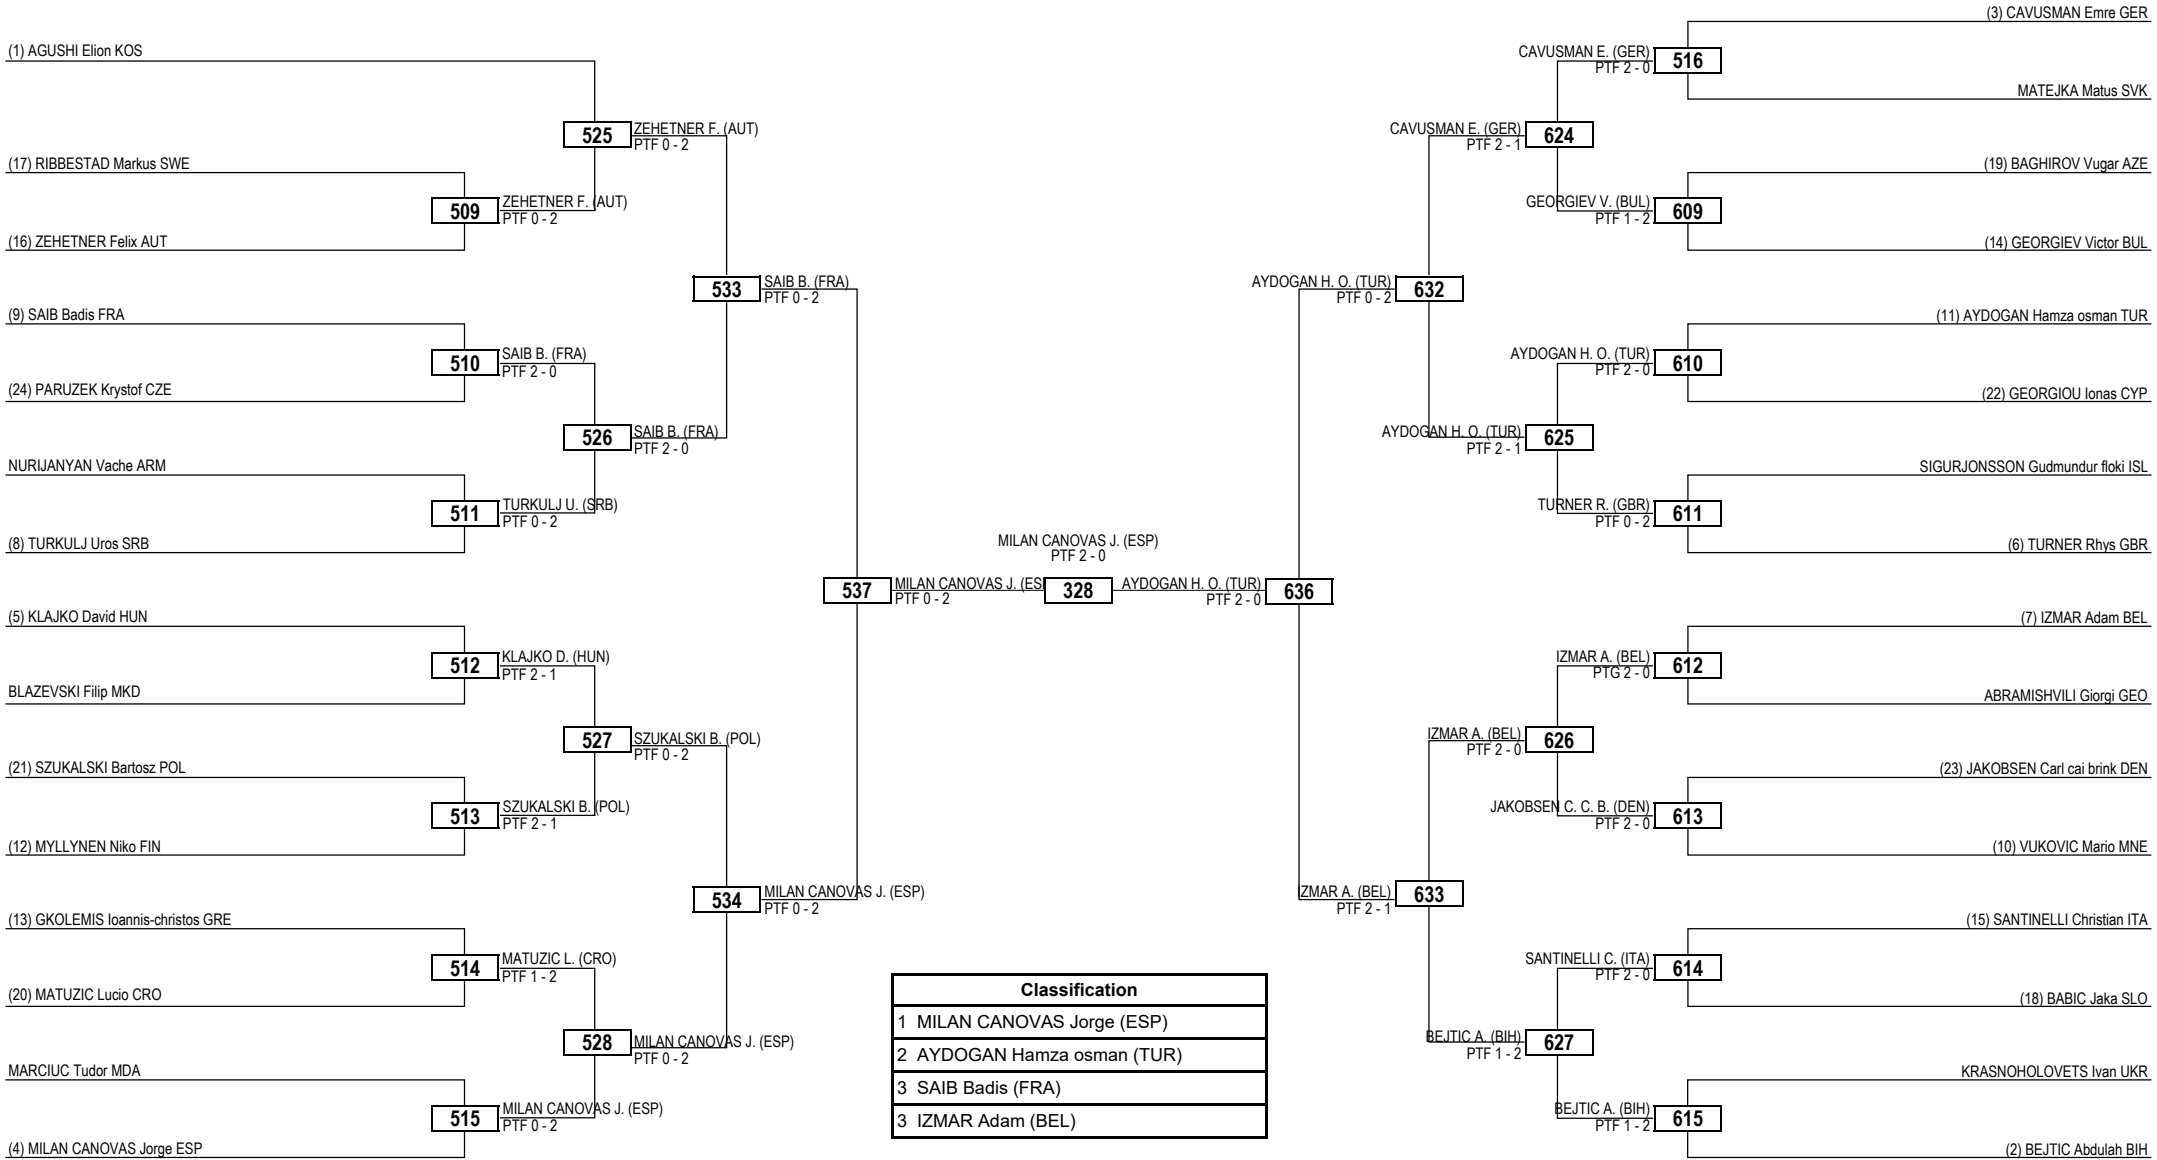 (1) AGUSHI Elion KOS
(17) RIBBESTAD Markus SWE
(16) ZEHETNER Felix AUT
(9) SAIB Badis FRA
(24) PARUZEK Krystof CZE
NURIJANYAN Vache ARM
(8) TURKULJ Uros SRB
(5) KLAJKO David HUN
BLAZEVSKI Filip MKD
(21) SZUKALSKI Bartosz POL
(12) MYLLYNEN Niko FIN
(13) GKOLEMIS Ioannis-christos GRE
(20) MATUZIC Lucio CRO
MARCIUC Tudor MDA
(4) MILAN CANOVAS Jorge ESP
509
ZEHETNER F. (AUT)
PTF 0 - 2
510
SAIB B. (FRA)
PTF 2 - 0
511
TURKULJ U. (SRB)
PTF 0 - 2
512
KLAJKO D. (HUN)
PTF 2 - 1
513
SZUKALSKI B. (POL)
PTF 2 - 1
514
MATUZIC L. (CRO)
PTF 1 - 2
515
MILAN CANOVAS J. (ESP)
PTF 0 - 2
525
ZEHETNER F. (AUT)
PTF 0 - 2
526
SAIB B. (FRA)
PTF 2 - 0
527
SZUKALSKI B. (POL)
PTF 0 - 2
528
MILAN CANOVAS J. (ESP)
PTF 0 - 2
533
SAIB B. (FRA)
PTF 0 - 2
534
MILAN CANOVAS J. (ESP)
PTF 0 - 2
537
MILAN CANOVAS J. (ES
PTF 0 - 2
MILAN CANOVAS J. (ESP)
PTF 2 - 0
328
AYDOGAN H. O. (TUR)
PTF 2 - 0
636
AYDOGAN H. O. (TUR)
PTF 0 - 2
632
IZMAR A. (BEL)
PTF 2 - 1
633
CAVUSMAN E. (GER)
PTF 2 - 1
624
AYDOGAN H. O. (TUR)
PTF 2 - 1
625
IZMAR A. (BEL)
PTF 2 - 0
626
BEJTIC A. (BIH)
PTF 1 - 2
627
CAVUSMAN E. (GER)
PTF 2 - 0
516
GEORGIEV V. (BUL)
PTF 1 - 2
609
AYDOGAN H. O. (TUR)
PTF 2 - 0
610
TURNER R. (GBR)
PTF 0 - 2
611
IZMAR A. (BEL)
PTG 2 - 0
612
JAKOBSEN C. C. B. (DEN)
PTF 2 - 0
613
SANTINELLI C. (ITA)
PTF 2 - 0
614
BEJTIC A. (BIH)
PTF 1 - 2
615
(3) CAVUSMAN Emre GER
MATEJKA Matus SVK
(19) BAGHIROV Vugar AZE
(14) GEORGIEV Victor BUL
(11) AYDOGAN Hamza osman TUR
(22) GEORGIOU Ionas CYP
SIGURJONSSON Gudmundur floki ISL
(6) TURNER Rhys GBR
(7) IZMAR Adam BEL
ABRAMISHVILI Giorgi GEO
(23) JAKOBSEN Carl cai brink DEN
(10) VUKOVIC Mario MNE
(15) SANTINELLI Christian ITA
(18) BABIC Jaka SLO
KRASNOHOLOVETS Ivan UKR
(2) BEJTIC Abdulah BIH
Classification
1 MILAN CANOVAS Jorge (ESP)
2 AYDOGAN Hamza osman (TUR)
3 SAIB Badis (FRA)
3 IZMAR Adam (BEL)